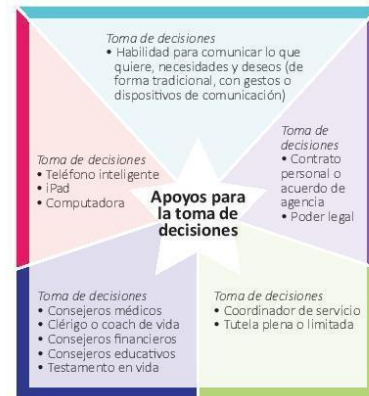 Toma de decisiones
• Habilidad para comunicar lo que
quiere, necesidades y deseos (de
forma tradicional, con gestos o
dispositivos de comunicación)
Toma de decisiones
• Teléfono inteligente
• iPad
• Computadora
Apoyos para
la toma de
decisiones
Toma de
decisiones
• Contrato
personal o
acuerdo de
agencia
• Poder legal
Toma de decisiones
• Consejeros médicos
• Clérigo o coach de vida
• Consejeros financieros
• Consejeros educativos
• Testamento en vida
Toma de decisiones
• Coordinador de servicio
• Tutela plena o limitada